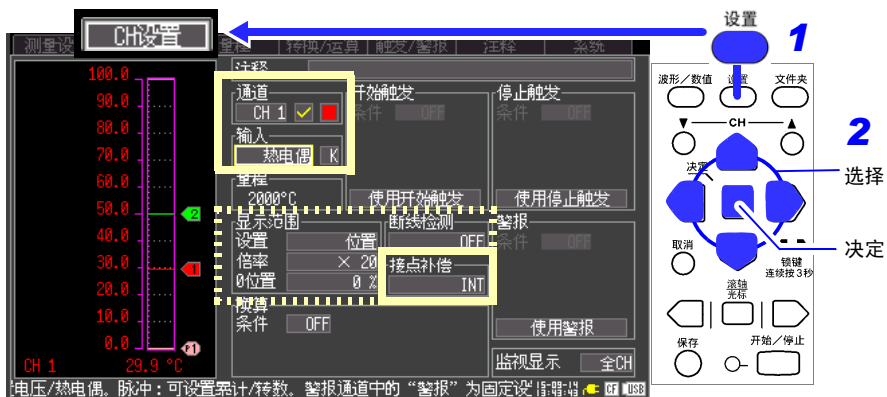 设置
1
CH设置
测量设
量程
转换/运算
触发/警报
注释
系统
注释
100.0
90.0
80.0
70.0
60.0
50.0
40.0
30.0
20.0
10.0
0.0
2
1
P1
CH 1
29.9 °C
通道
CH 1
输入
热电偶 K
量程
2000°C
开始触发
条件 OFF
使用开始触发
停止触发
条件 OFF
使用停止触发
显示范围
设置 位置
倍率 × 20
0位置 0 %
断线检测
OFF
接点补偿
INT
警报
条件 OFF
使用警报
换算
条件 OFF
监视显示 全CH
电压/热电偶。脉冲：可设置累计/转数。警报通道中的“警报”为固定设
CF
USB
波形／数值
设置
文件夹
CH
2
决定
选择
决定
取消
锁键
连续按3秒
滚轴
光标
保存
开始／停止